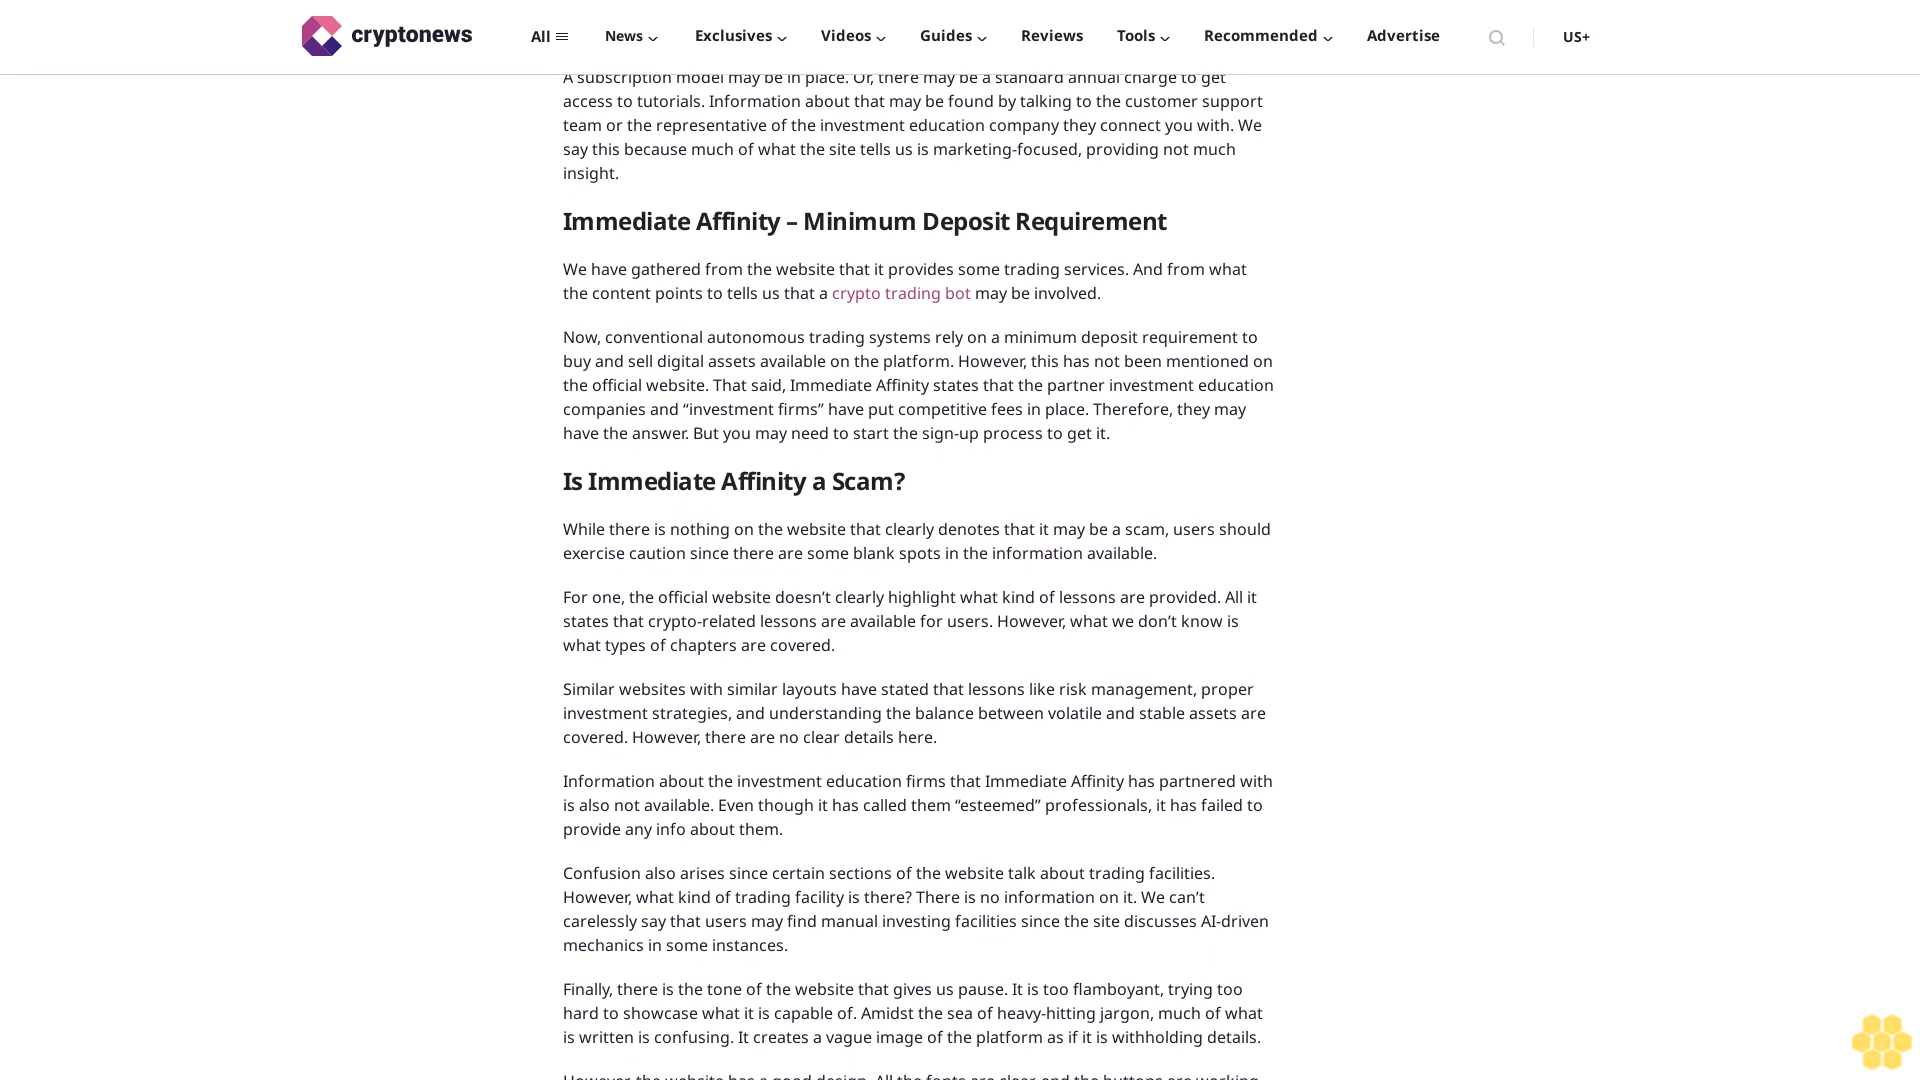 cryptonews
All
News
Exclusives
Videos
Guides
Reviews
Tools
Recommended
Advertise
US+
A subscription model may be in place. Or, there may be a standard annual charge to get
access to tutorials. Information about that may be found by talking to the customer support
team or the representative of the investment education company they connect you with. We
say this because much of what the site tells us is marketing-focused, providing not much
insight.
Immediate Affinity – Minimum Deposit Requirement
We have gathered from the website that it provides some trading services. And from what
the content points to tells us that a crypto trading bot may be involved.
Now, conventional autonomous trading systems rely on a minimum deposit requirement to
buy and sell digital assets available on the platform. However, this has not been mentioned on
the official website. That said, Immediate Affinity states that the partner investment education
companies and “investment firms” have put competitive fees in place. Therefore, they may
have the answer. But you may need to start the sign-up process to get it.
Is Immediate Affinity a Scam?
While there is nothing on the website that clearly denotes that it may be a scam, users should
exercise caution since there are some blank spots in the information available.
For one, the official website doesn’t clearly highlight what kind of lessons are provided. All it
states that crypto-related lessons are available for users. However, what we don’t know is
what types of chapters are covered.
Similar websites with similar layouts have stated that lessons like risk management, proper
investment strategies, and understanding the balance between volatile and stable assets are
covered. However, there are no clear details here.
Information about the investment education firms that Immediate Affinity has partnered with
is also not available. Even though it has called them “esteemed” professionals, it has failed to
provide any info about them.
Confusion also arises since certain sections of the website talk about trading facilities.
However, what kind of trading facility is there? There is no information on it. We can’t
carelessly say that users may find manual investing facilities since the site discusses AI-driven
mechanics in some instances.
Finally, there is the tone of the website that gives us pause. It is too flamboyant, trying too
hard to showcase what it is capable of. Amidst the sea of heavy-hitting jargon, much of what
is written is confusing. It creates a vague image of the platform as if it is withholding details.
However, the website has a good design. All the fonts are clear and the buttons are working